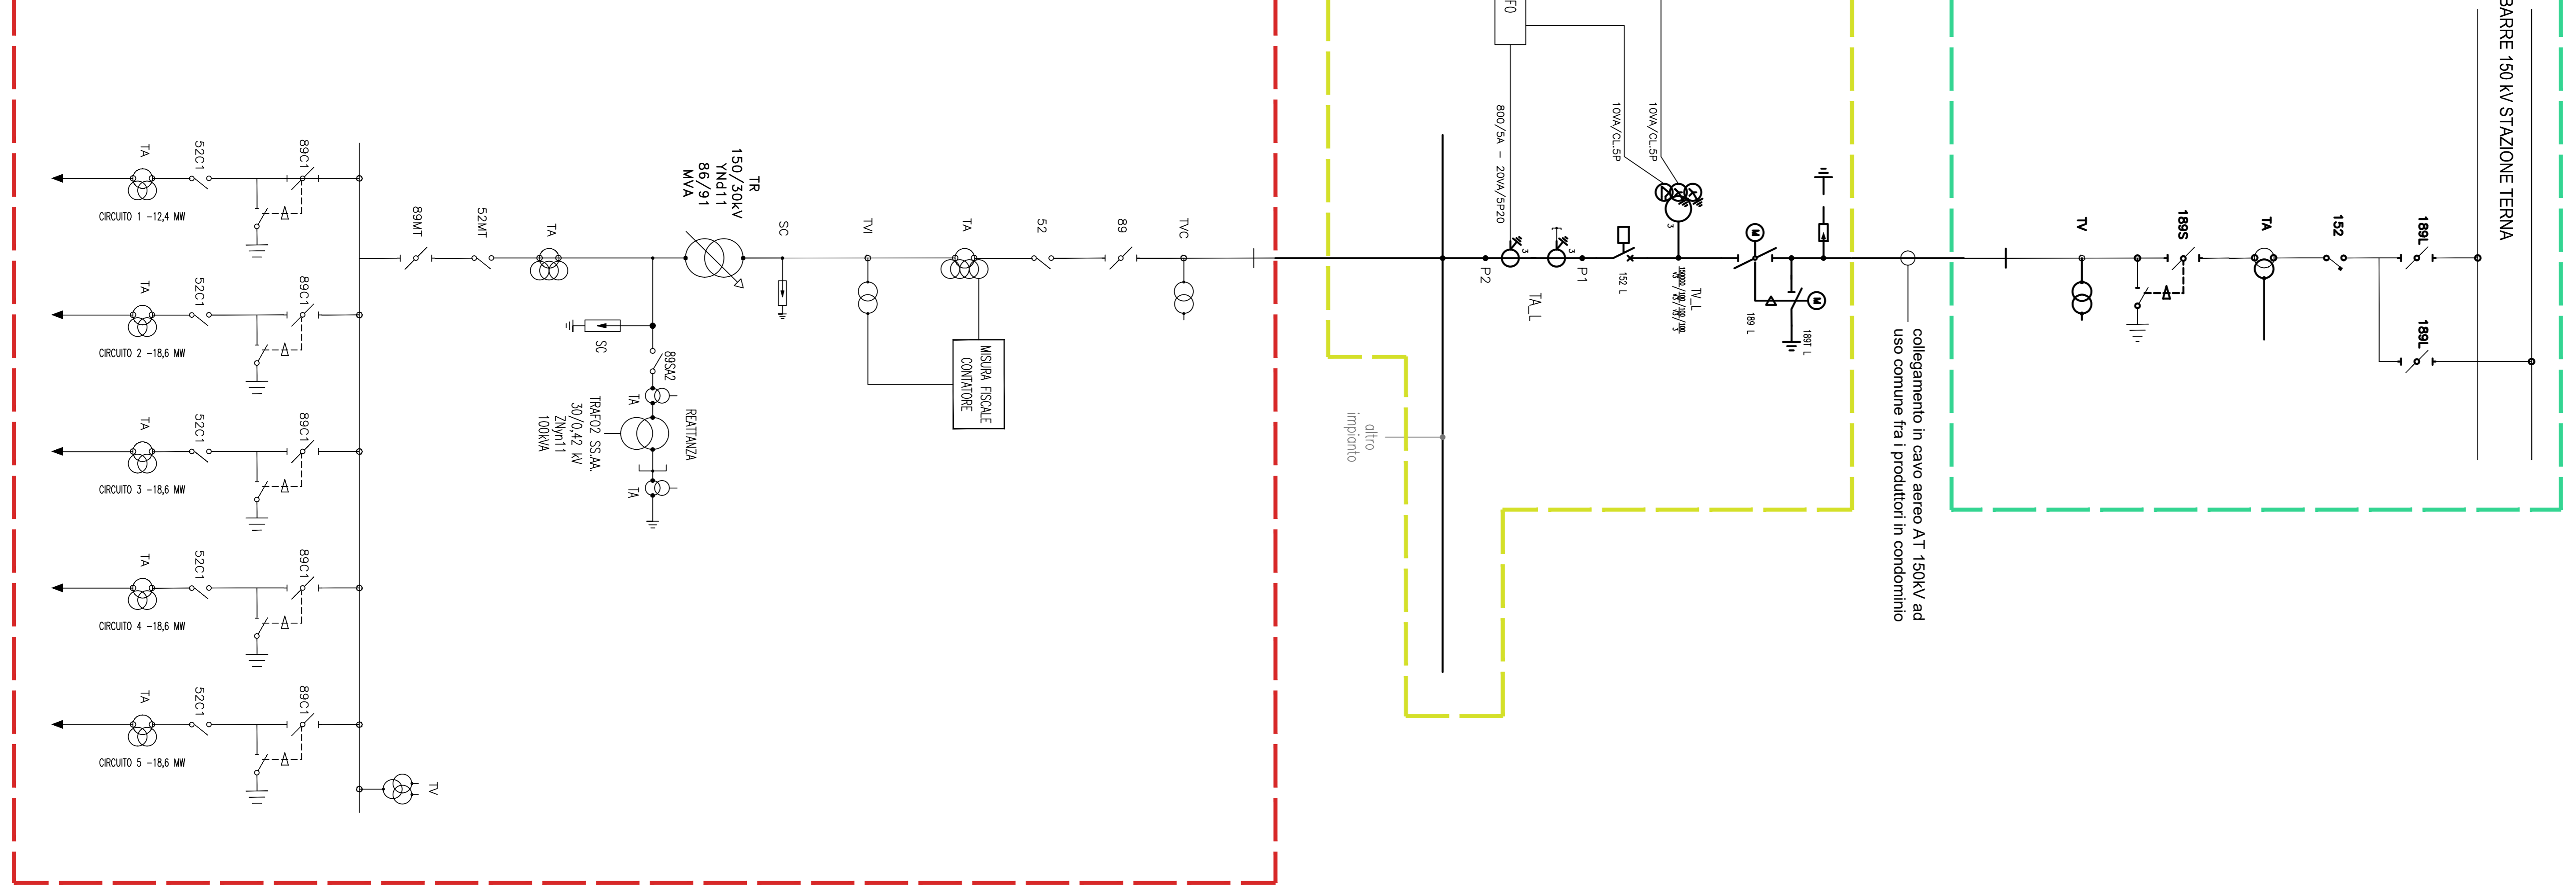 BARRE 150 kV STAZIONE TERNA
189L
189L
152
TA
189S
TV
collegamento in cavo aereo AT 150kV ad
uso comune fra i produttori in condominio
FO
10VA/CL.5P
10VA/CL.5P
800/5A - 20VA/5P20
3
M
M
189T L
189 L
TV_L
152 L
3
3
P1
P2
TA_L
altro
impianto
TVC
89
52
TA
TVI
MISURA FISCALE
CONTATORE
SC
TR
150/30kV
YNd11
86/91
MVA
SC
89SA2
TA
REATTANZA
TRAFO2 SS.AA.
30/0,42 kV
ZNyn11
100kVA
TA
TA
52MT
89MT
89C1
52C1
TA
CIRCUITO 1 -12,4 MW
89C1
52C1
TA
CIRCUITO 2 -18,6 MW
89C1
52C1
TA
CIRCUITO 3 -18,6 MW
89C1
52C1
TA
CIRCUITO 4 -18,6 MW
89C1
52C1
TA
CIRCUITO 5 -18,6 MW
TV